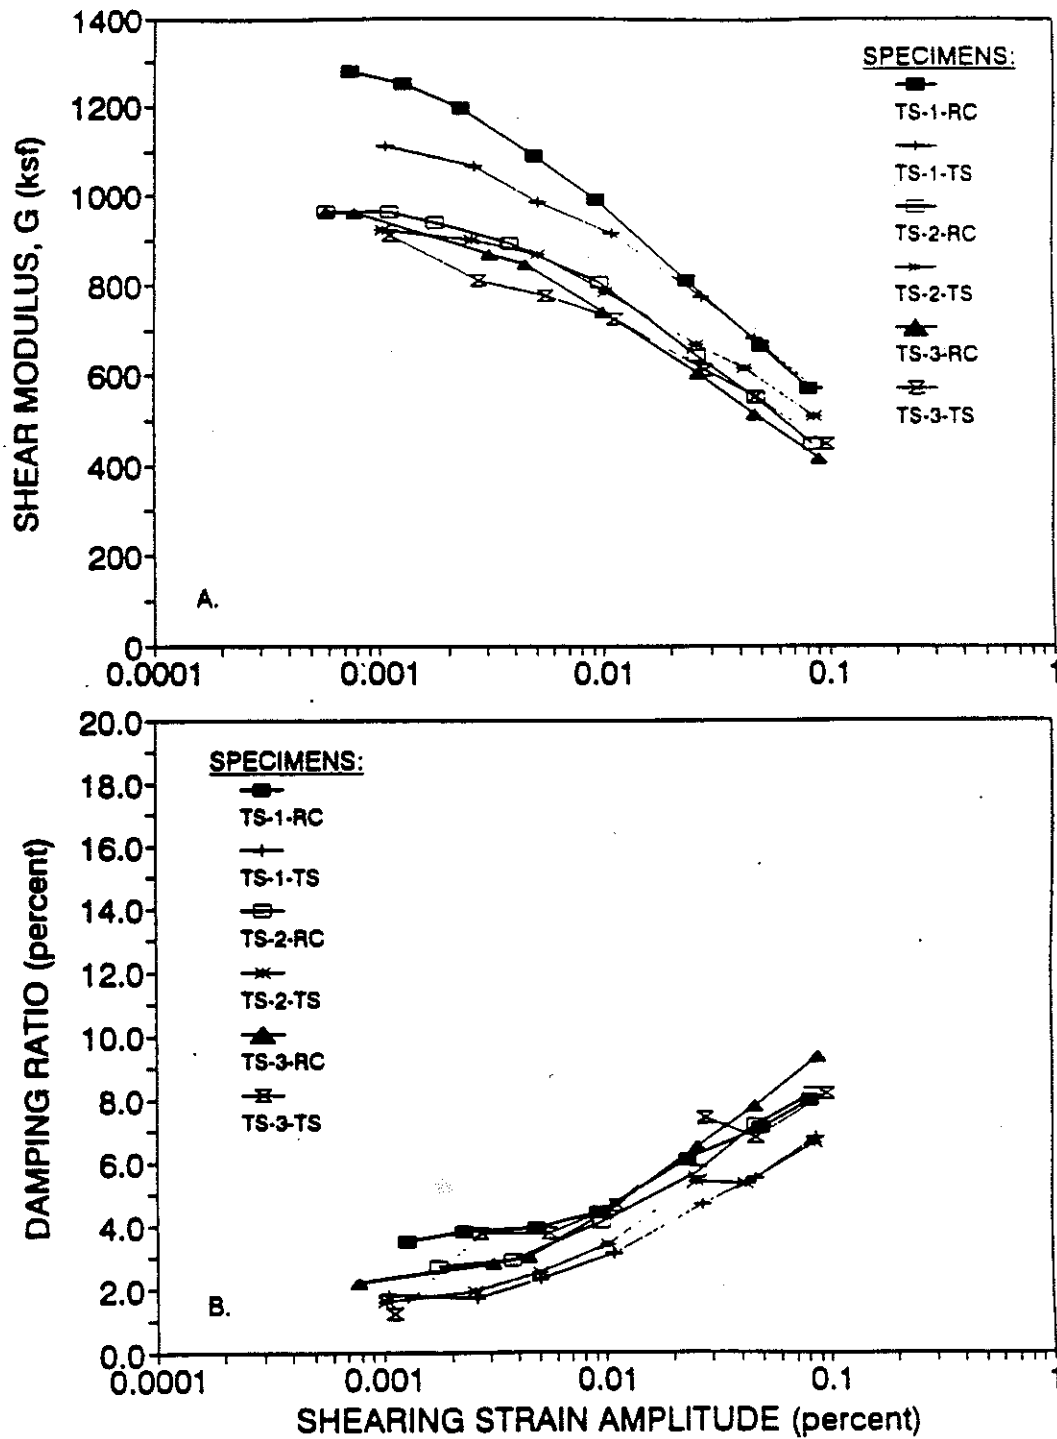 1400
1200
1000
800
600
400
200
0
SHEAR MODULUS, G (ksf)
SPECIMENS:
TS-1-RC
TS-1-TS
TS-2-RC
TS-2-TS
TS-3-RC
TS-3-TS
A.
0.0001 0.001 0.01 0.1 1
20.0
18.0
16.0
14.0
12.0
10.0
8.0
6.0
4.0
2.0
0.0
DAMPING RATIO (percent)
SPECIMENS:
TS-1-RC
TS-1-TS
TS-2-RC
TS-2-TS
TS-3-RC
TS-3-TS
B.
0.0001 0.001 0.01 0.1 1
SHEARING STRAIN AMPLITUDE (percent)